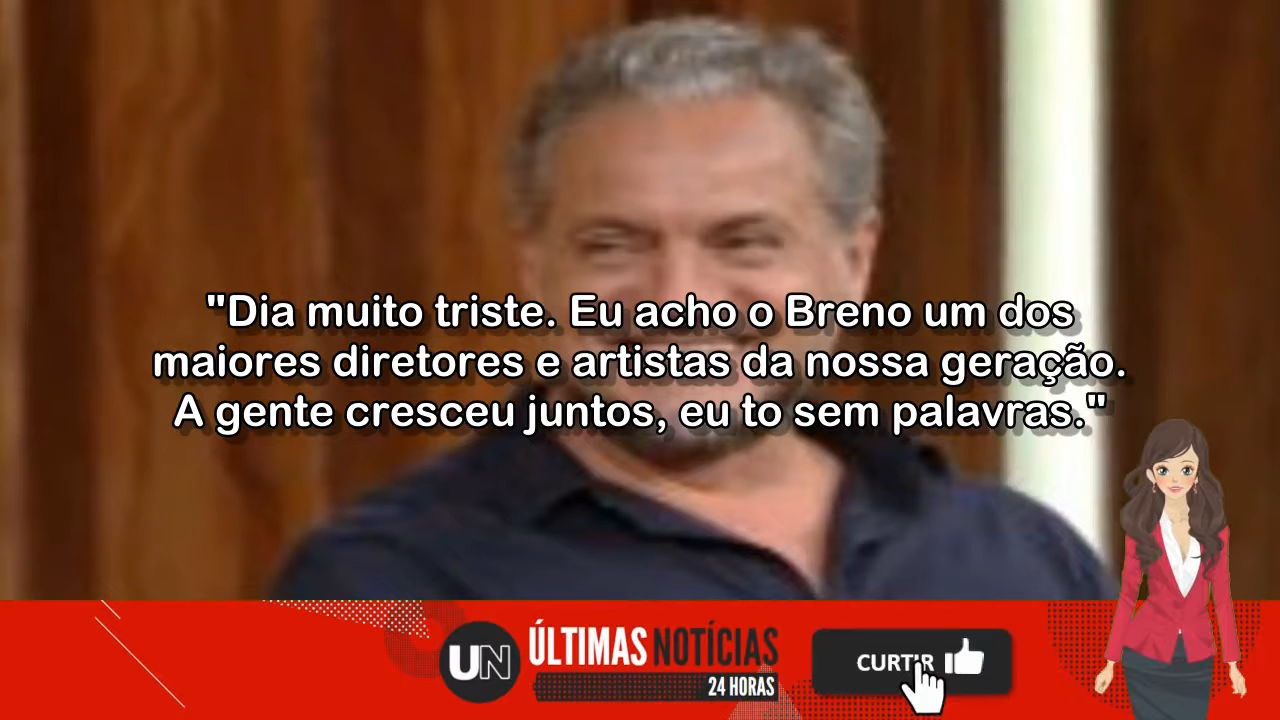 "Dia muito triste. Eu acho o Breno um dos
maiores diretores e artistas da nossa geração.
A gente cresceu juntos, eu to sem palavras."
UN ÚLTIMAS NOTÍCIAS
24 HORAS
CURTIR